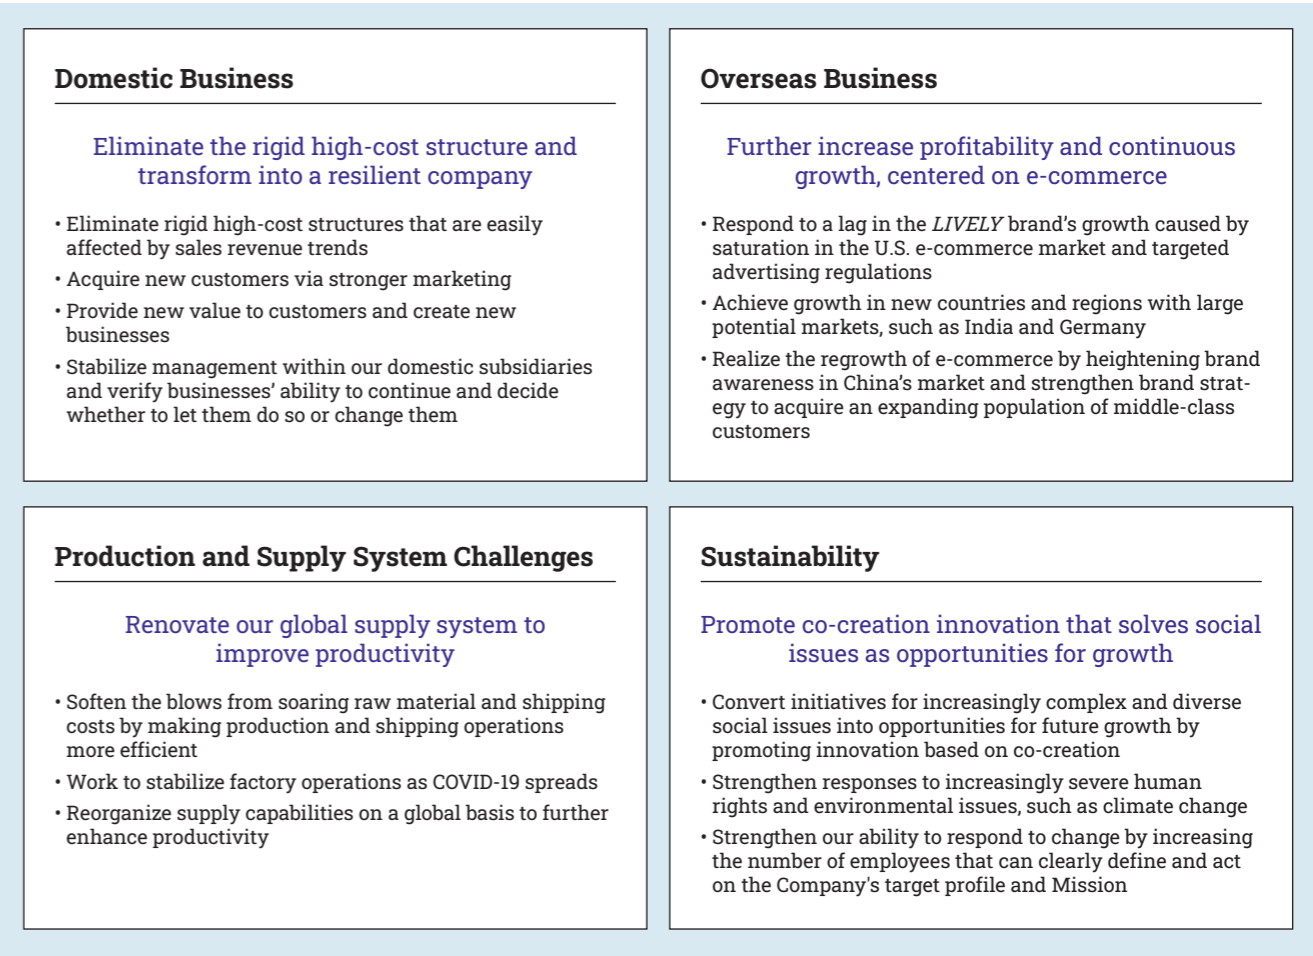 Domestic Business
Eliminate the rigid high-cost structure and
transform into a resilient company
• Eliminate rigid high-cost structures that are easily
affected by sales revenue trends
• Acquire new customers via stronger marketing
• Provide new value to customers and create new
businesses
• Stabilize management within our domestic subsidiaries
and verify businesses’ ability to continue and decide
whether to let them do so or change them
Overseas Business
Further increase profitability and continuous
growth, centered on e-commerce
• Respond to a lag in the LIVELY brand’s growth caused by
saturation in the U.S. e-commerce market and targeted
advertising regulations
• Achieve growth in new countries and regions with large
potential markets, such as India and Germany
• Realize the regrowth of e-commerce by heightening brand
awareness in China’s market and strengthen brand strat-
egy to acquire an expanding population of middle-class
customers
Production and Supply System Challenges
Renovate our global supply system to
improve productivity
• Soften the blows from soaring raw material and shipping
costs by making production and shipping operations
more efficient
• Work to stabilize factory operations as COVID-19 spreads
• Reorganize supply capabilities on a global basis to further
enhance productivity
Sustainability
Promote co-creation innovation that solves social
issues as opportunities for growth
• Convert initiatives for increasingly complex and diverse
social issues into opportunities for future growth by
promoting innovation based on co-creation
• Strengthen responses to increasingly severe human
rights and environmental issues, such as climate change
• Strengthen our ability to respond to change by increasing
the number of employees that can clearly define and act
on the Company's target profile and Mission